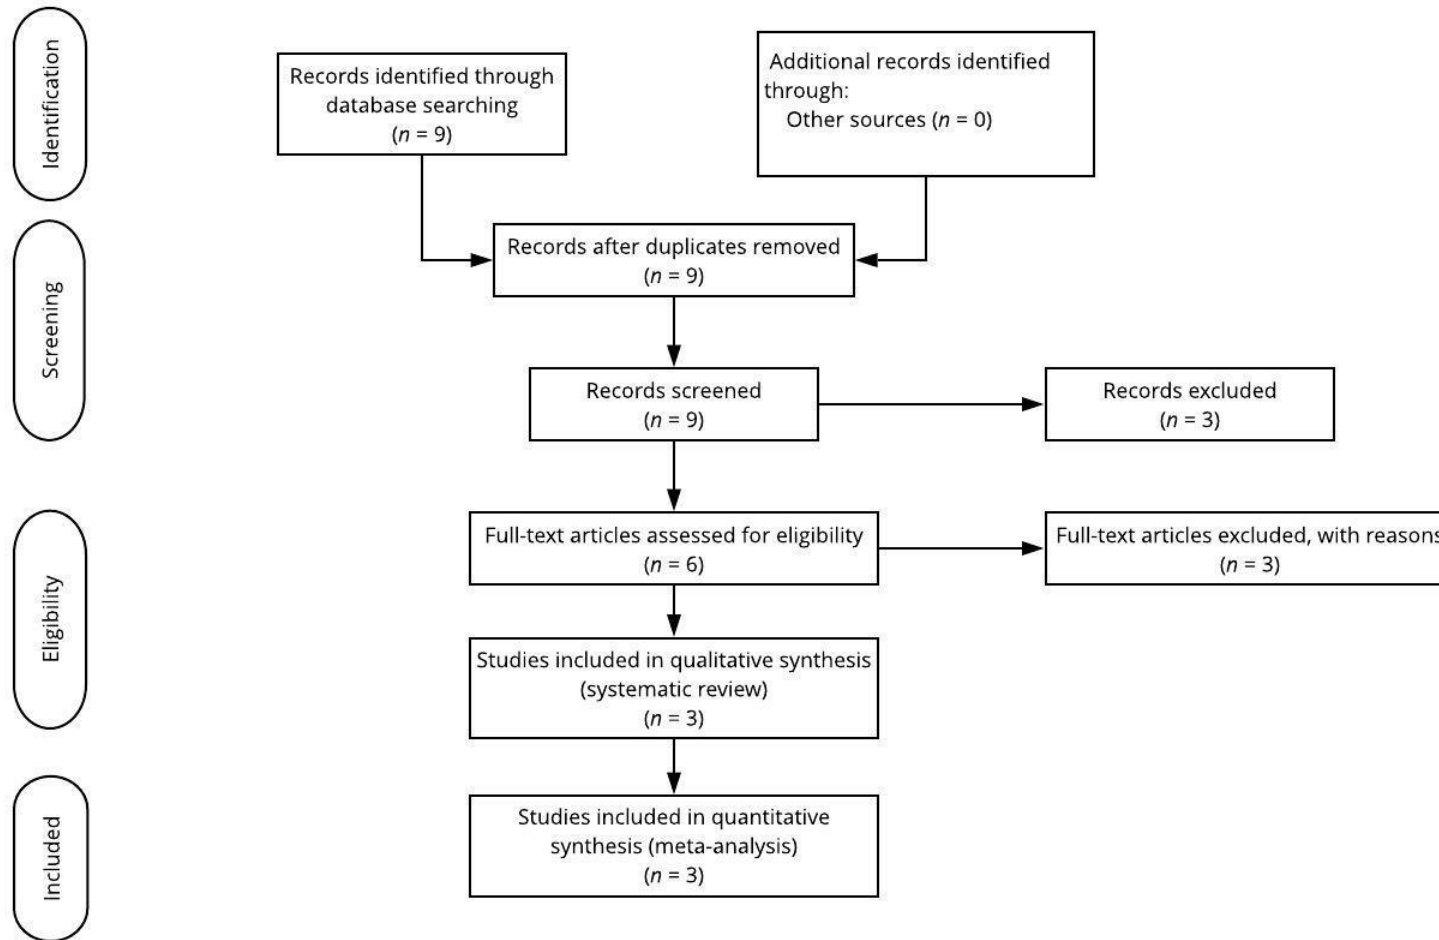 Identification
Records identified through
database searching
(n = 9)
Additional records identified
through:
Other sources (n = 0)
Screening
Records after duplicates removed
(n = 9)
Records screened
(n = 9)
Records excluded
(n = 3)
Eligibility
Full-text articles assessed for eligibility
(n = 6)
Full-text articles excluded, with reasons
(n = 3)
Studies included in qualitative synthesis
(systematic review)
(n = 3)
Included
Studies included in quantitative
synthesis (meta-analysis)
(n = 3)